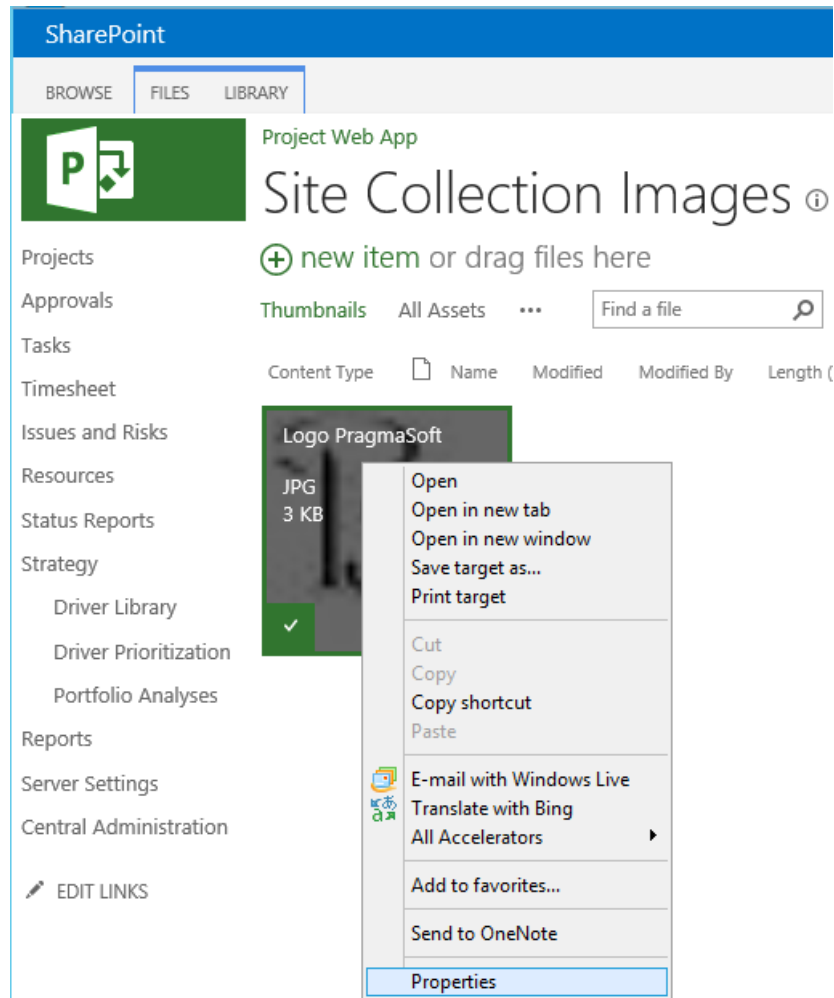 SharePoint
BROWSE FILES LIBRARY
P
Project Web App
Site Collection Images
new item or drag files here
Thumbnails All Assets ••• Find a file
Content Type Name Modified Modified By Length (
Projects
Approvals
Tasks
Timesheet
Issues and Risks
Resources
Status Reports
Strategy
Driver Library
Driver Prioritization
Portfolio Analyses
Reports
Server Settings
Central Administration
EDIT LINKS
Logo PragmaSoft
JPG
3 KB
Open
Open in new tab
Open in new window
Save target as...
Print target
Cut
Copy
Copy shortcut
Paste
E-mail with Windows Live
Translate with Bing
All Accelerators
Add to favorites...
Send to OneNote
Properties